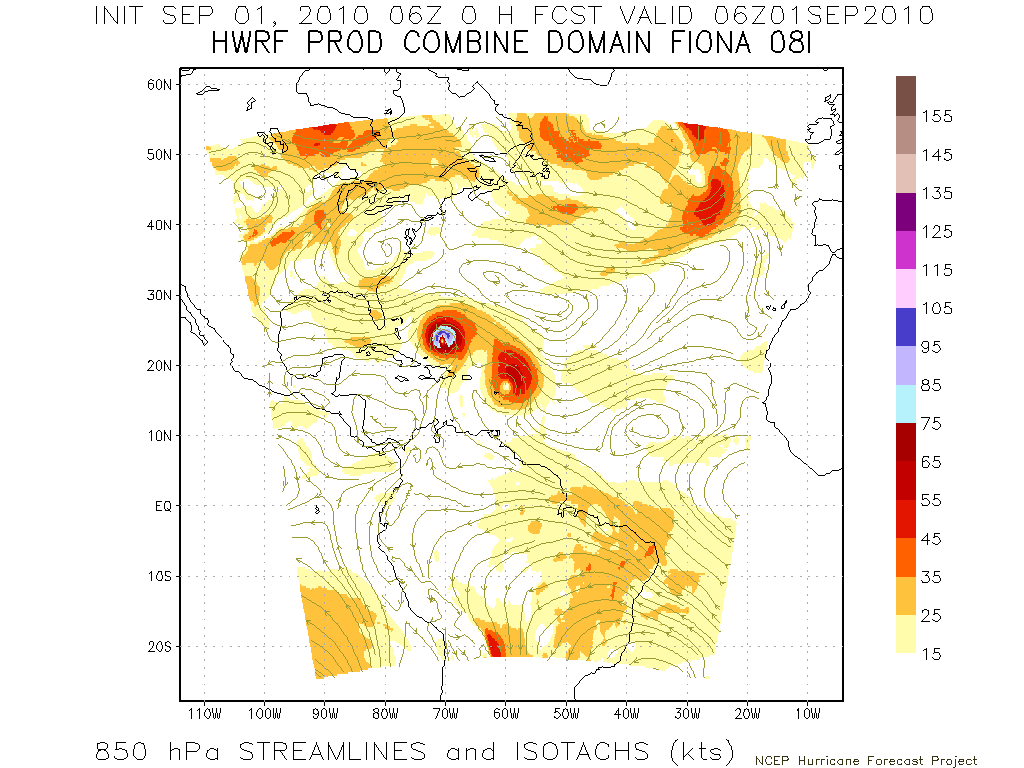 INIT SEP 01, 2010 06Z 0 H FCST VALID 06Z01SEP2010
HWRF PROD COMBINE DOMAIN FIONA 08l
60N
50N
40N
30N
20N
10N
EQ
10S
20S
110W 100W 90W 80W 70W 60W 50W 40W 30W 20W 10W
155
145
135
125
115
105
95
85
75
65
55
45
35
25
15
850 hPa STREAMLINES and ISOTACHS (kts)
NCEP Hurricane Forecast Project